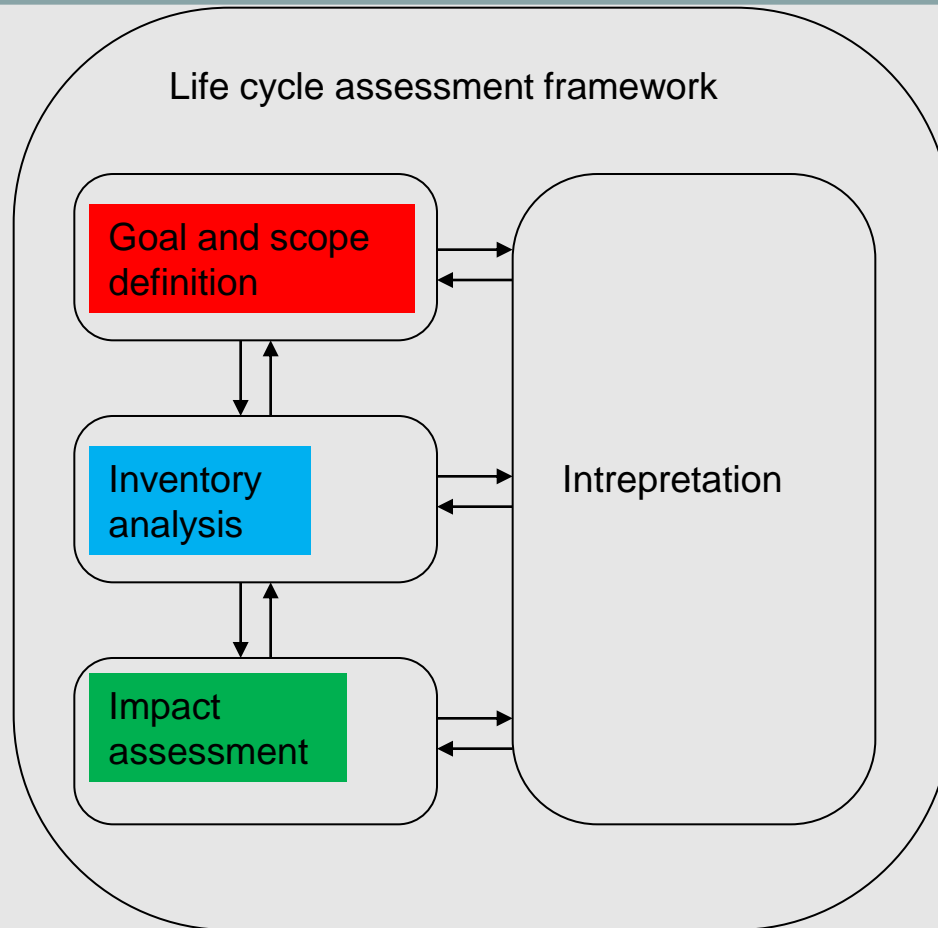 Life cycle assessment framework
Goal and scope
definition
Inventory
analysis
Intrepretation
Impact
assessment